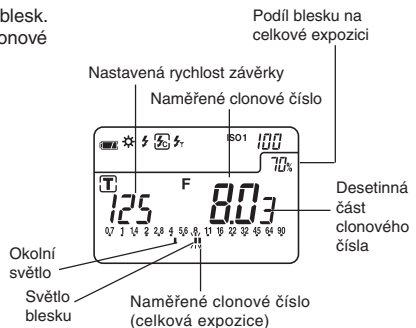 blesk.
onové
Podíl blesku na
celkové expozici
Nastavená rychlost závěrky
Naměřené clonové číslo
ISO1 100
70%
T 125 F 8.03
0,7 1 1,4 2 2,8 4 5,6 8 11 16 22 32 45 64 90
Desetinná
část
clonového
čísla
Okolní
světlo
Světlo
blesku
Naměřené clonové číslo
(celková expozice)